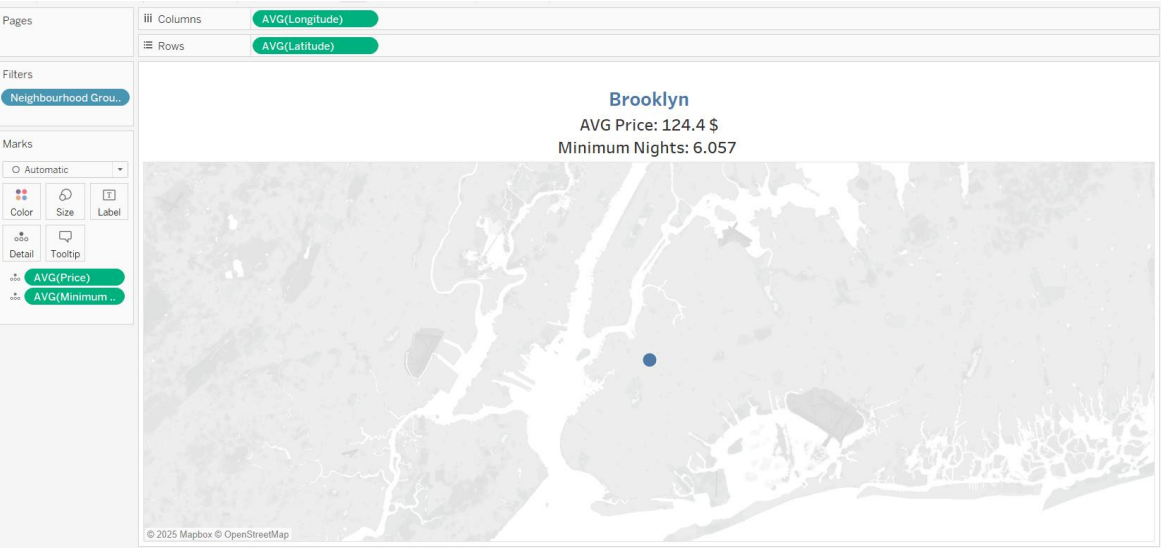 Pages
Columns
AVG(Longitude)
Rows
AVG(Latitude)
Filters
Neighbourhood Grou..
Marks
Automatic
Color
Size
Label
Detail
Tooltip
AVG(Price)
AVG(Minimum ..
Brooklyn
AVG Price: 124.4 $
Minimum Nights: 6.057
© 2025 Mapbox © OpenStreetMap